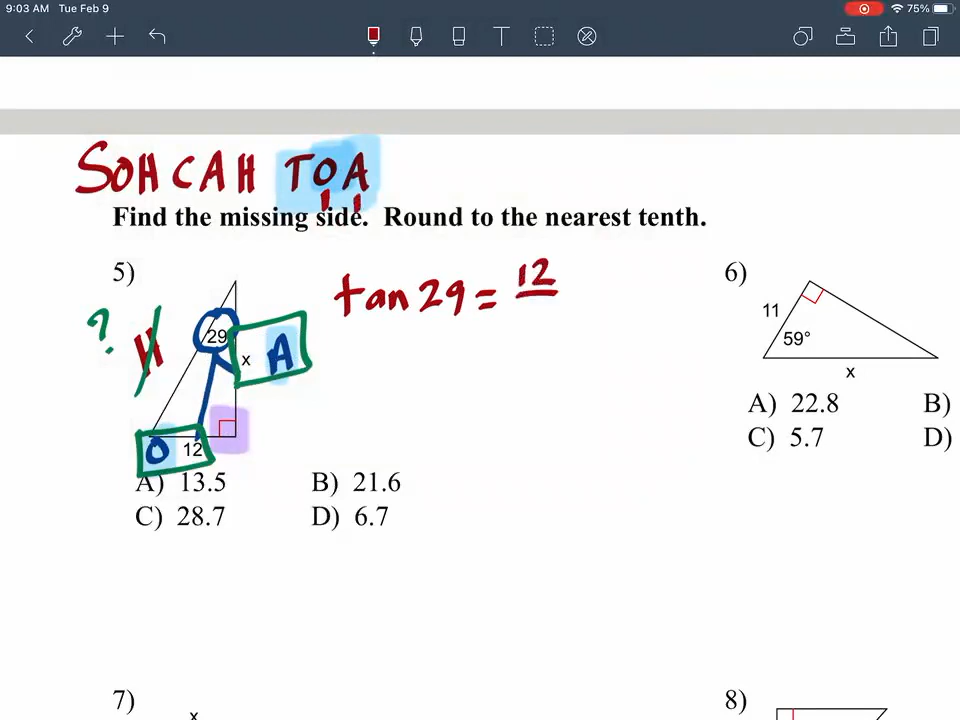 9:03 AM Tue Feb 9
75%
SOH CAH TOA
Find the missing side. Round to the nearest tenth.
5)
tan 29 = 12
6)
?
H
29
x
A
11
59°
x
O
12
A) 13.5 B) 21.6
C) 28.7 D) 6.7
A) 22.8 B)
C) 5.7 D)
7)
x
8)